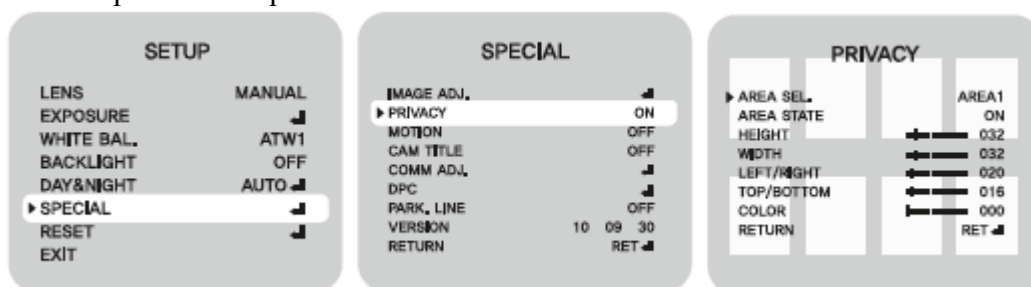 SETUP
LENS MANUAL
EXPOSURE
WHITE BAL. ATW1
BACKLIGHT OFF
DAY&NIGHT AUTO
SPECIAL
RESET
EXIT
SPECIAL
IMAGE ADJ.
PRIVACY ON
MOTION OFF
CAM TITLE OFF
COMM ADJ.
DPC
PARK. LINE OFF
VERSION 10 09 30
RETURN RET
PRIVACY
AREA SEL. AREA1
AREA STATE ON
HEIGHT 032
WIDTH 032
LEFT/RIGHT 020
TOP/BOTTOM 016
COLOR 000
RETURN RET